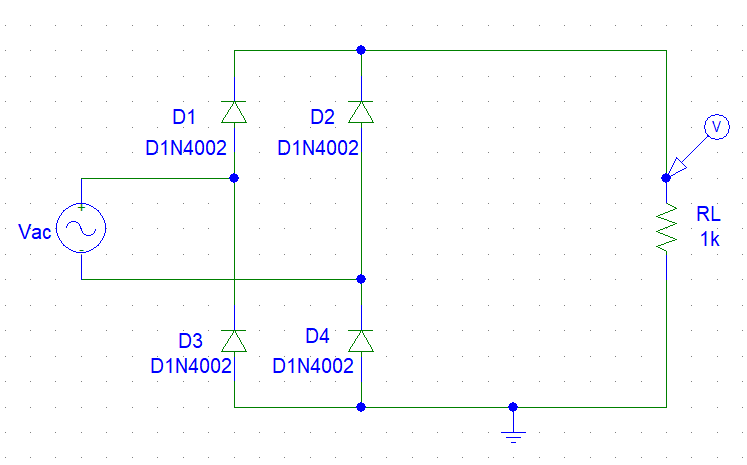 D1
D1N4002
D2
D1N4002
V
Vac
+
-
RL
1k
D3
D1N4002
D4
D1N4002